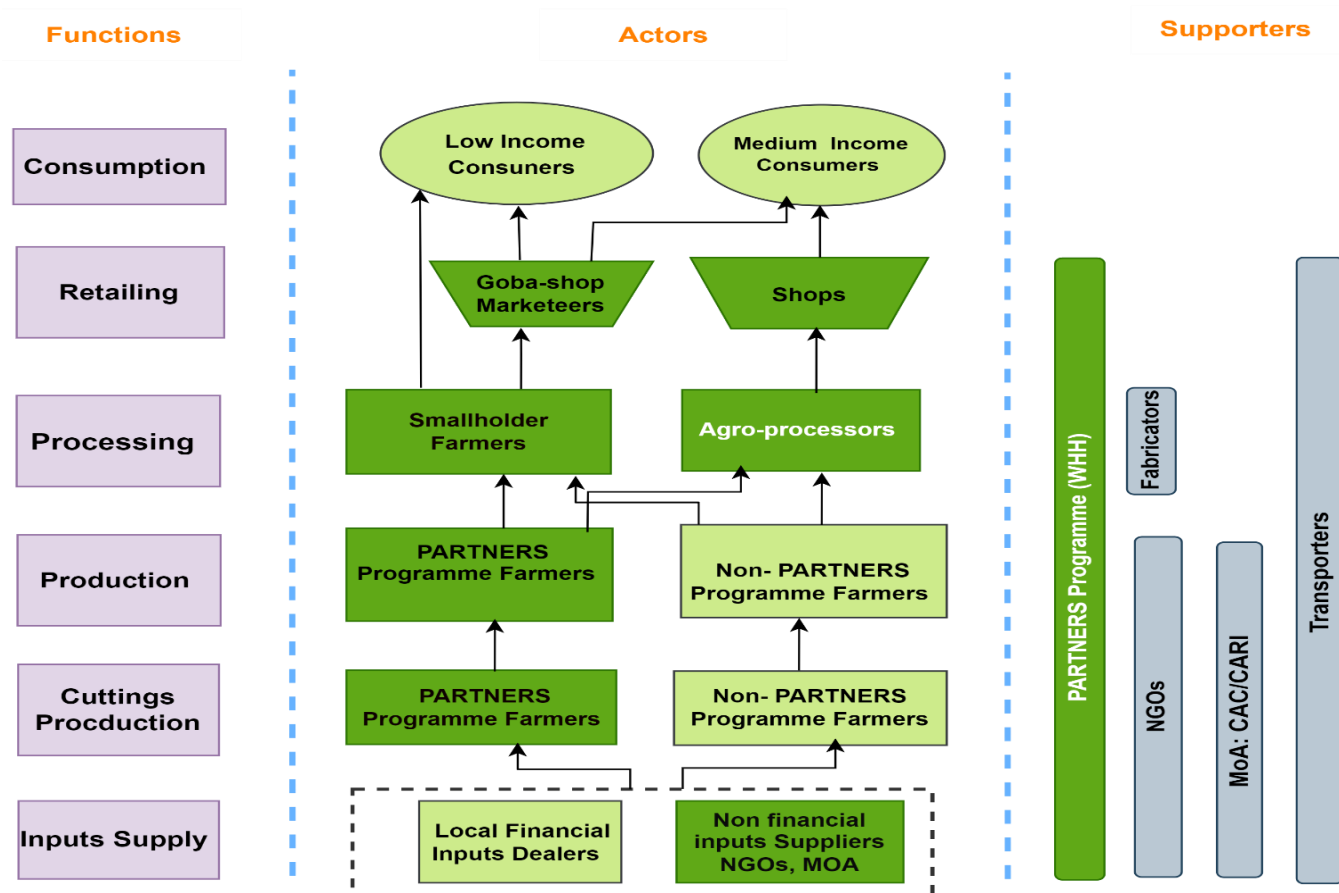 Functions
Actors
Supporters
Consumption
Low Income
Consuners
Medium  Income
Consumers
Retailing
Goba-shop
Marketeers
Shops
Processing
Smallholder
Farmers
Agro-processors
Production
PARTNERS
Programme Farmers
Non- PARTNERS
Programme Farmers
Cuttings
Procduction
PARTNERS
Programme Farmers
Non- PARTNERS
Programme Farmers
Inputs Supply
Local Financial
Inputs Dealers
Non financial
inputs Suppliers
NGOs, MOA
PARTNERS Programme (WHH)
Fabricators
NGOs
MoA: CAC/CARI
Transporters